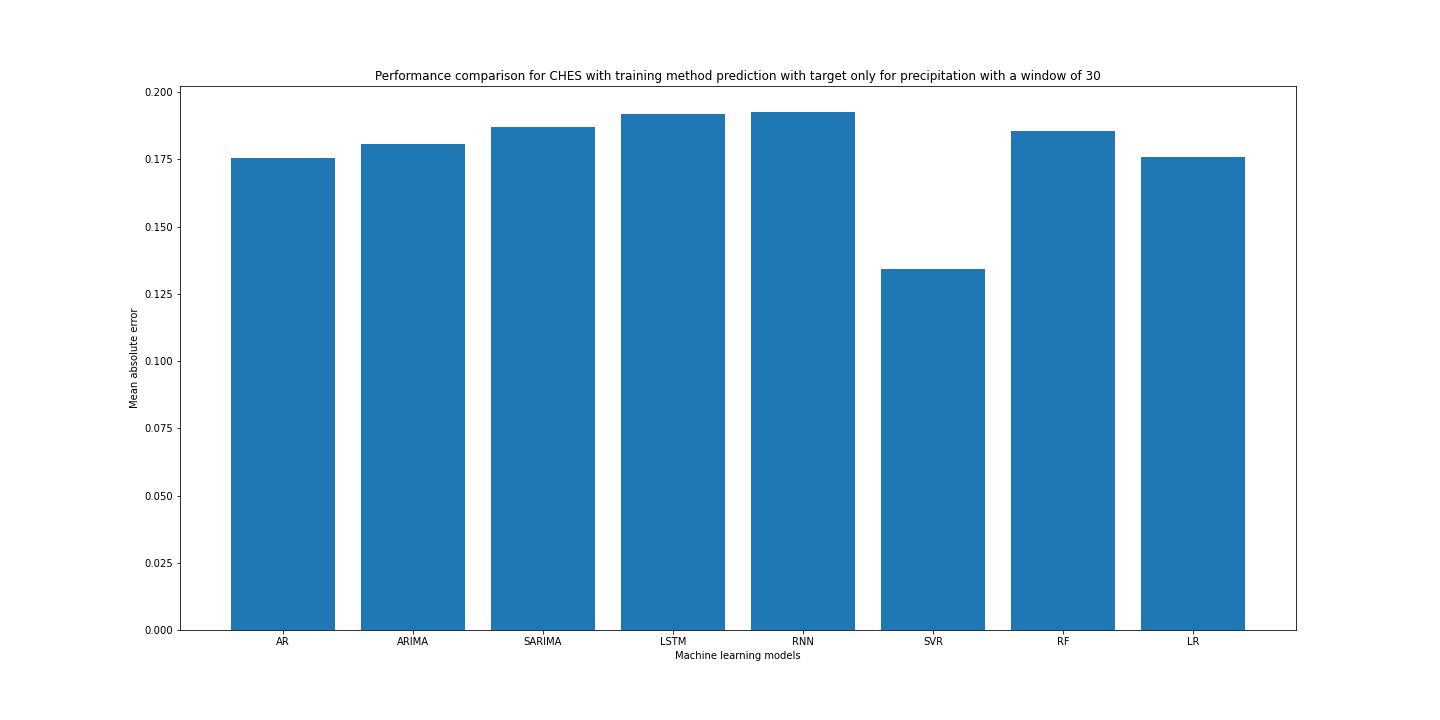 Performance comparison for CHES with training method prediction with target only for precipitation with a window of 30
0.200
0.175
0.150
0.125
0.100
0.075
0.050
0.025
0.000
Mean absolute error
AR ARIMA SARIMA LSTM RNN SVR RF LR
Machine learning models